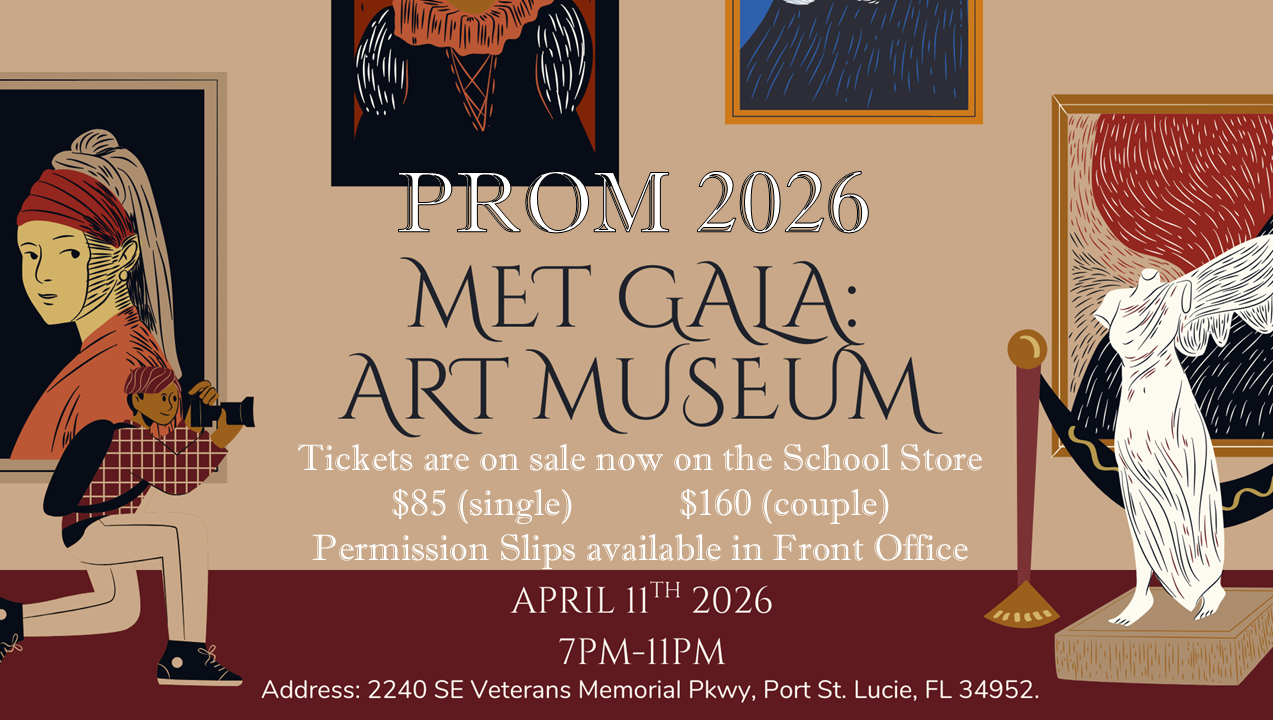 PROM 2026
MET GALA:
ART MUSEUM
Tickets are on sale now on the School Store
$85 (single) $160 (couple)
Permission Slips available in Front Office
APRIL 11TH 2026
7PM-11PM
Address: 2240 SE Veterans Memorial Pkwy, Port St. Lucie, FL 34952.